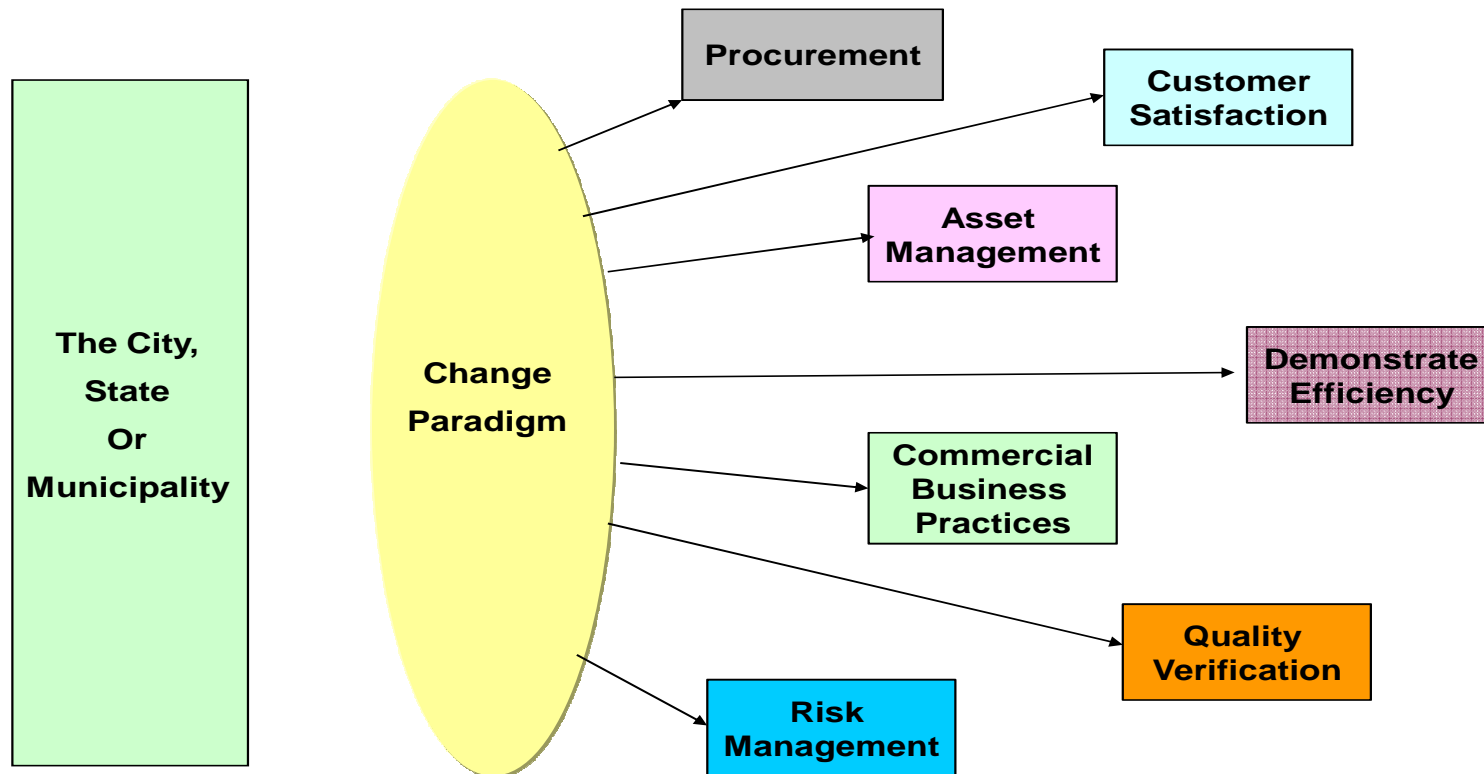 The City,
State
Or
Municipality
Change
Paradigm
Procurement
Customer
Satisfaction
Asset
Management
Demonstrate
Efficiency
Commercial
Business
Practices
Quality
Verification
Risk
Management